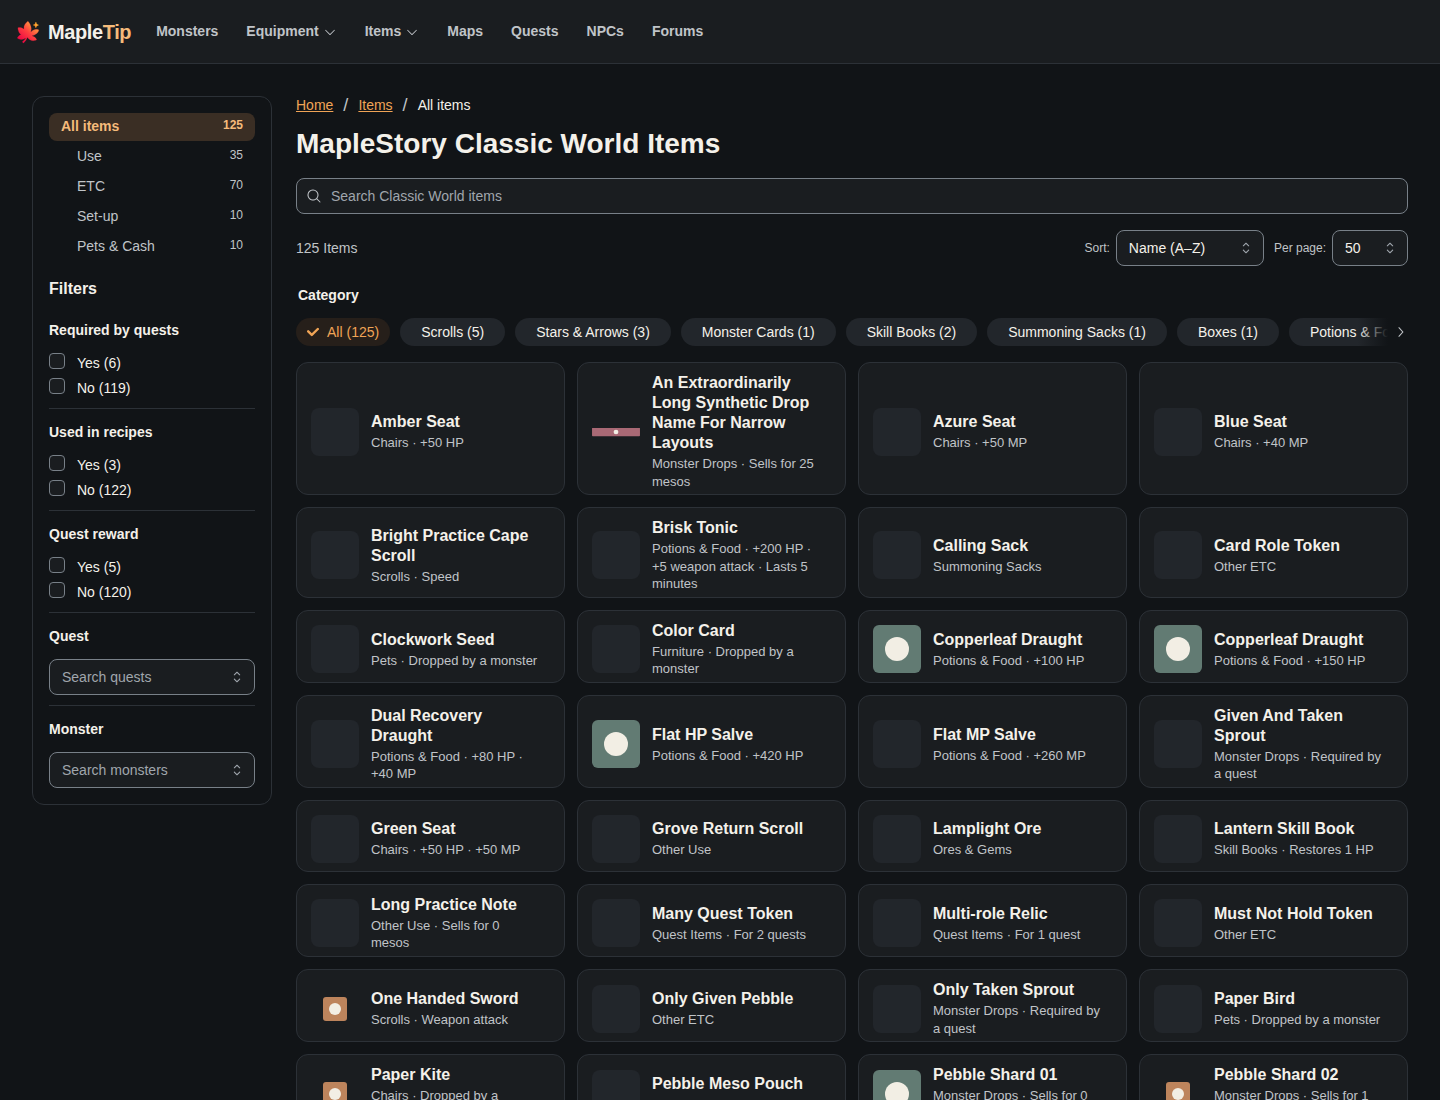 MapleTip
Monsters
Equipment
Items
Maps
Quests
NPCs
Forums
All items 125
Use 35
ETC 70
Set-up 10
Pets & Cash 10
Filters
Required by quests
Yes (6)
No (119)
Used in recipes
Yes (3)
No (122)
Quest reward
Yes (5)
No (120)
Quest
Search quests
Monster
Search monsters
Home / Items / All items
MapleStory Classic World Items
Search Classic World items
125 Items
Sort: Name (A–Z)
Per page: 50
Category
All (125)
Scrolls (5)
Stars & Arrows (3)
Monster Cards (1)
Skill Books (2)
Summoning Sacks (1)
Boxes (1)
Potions &
Amber Seat
Chairs · +50 HP
An Extraordinarily
Long Synthetic Drop
Name For Narrow
Layouts
Monster Drops · Sells for 25
mesos
Azure Seat
Chairs · +50 MP
Blue Seat
Chairs · +40 MP
Bright Practice Cape
Scroll
Scrolls · Speed
Brisk Tonic
Potions & Food · +200 HP ·
+5 weapon attack · Lasts 5
minutes
Calling Sack
Summoning Sacks
Card Role Token
Other ETC
Clockwork Seed
Pets · Dropped by a monster
Color Card
Furniture · Dropped by a
monster
Copperleaf Draught
Potions & Food · +100 HP
Copperleaf Draught
Potions & Food · +150 HP
Dual Recovery
Draught
Potions & Food · +80 HP ·
+40 MP
Flat HP Salve
Potions & Food · +420 HP
Flat MP Salve
Potions & Food · +260 MP
Given And Taken
Sprout
Monster Drops · Required by
a quest
Green Seat
Chairs · +50 HP · +50 MP
Grove Return Scroll
Other Use
Lamplight Ore
Ores & Gems
Lantern Skill Book
Skill Books · Restores 1 HP
Long Practice Note
Other Use · Sells for 0
mesos
Many Quest Token
Quest Items · For 2 quests
Multi-role Relic
Quest Items · For 1 quest
Must Not Hold Token
Other ETC
One Handed Sword
Scrolls · Weapon attack
Only Given Pebble
Other ETC
Only Taken Sprout
Monster Drops · Required by
a quest
Paper Bird
Pets · Dropped by a monster
Paper Kite
Chairs · Dropped by a
Pebble Meso Pouch
Pebble Shard 01
Monster Drops · Sells for 0
Pebble Shard 02
Monster Drops · Sells for 1